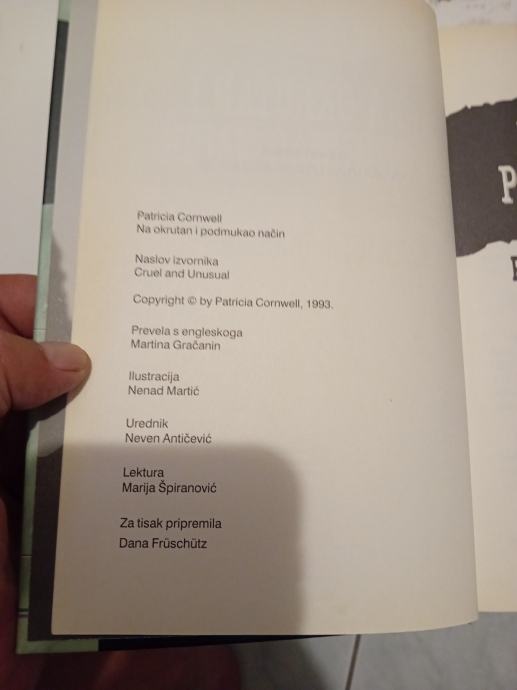 Patricia Cornwell
Na okrutan i podmukao način
Naslov izvornika
Cruel and Unusual
Copyright © by Patricia Cornwell, 1993.
Prevela s engleskoga
Martina Gračanin
Ilustracija
Nenad Martić
Urednik
Neven Antičević
Lektura
Marija Špiranović
Za tisak pripremila
Dana Früschütz
P